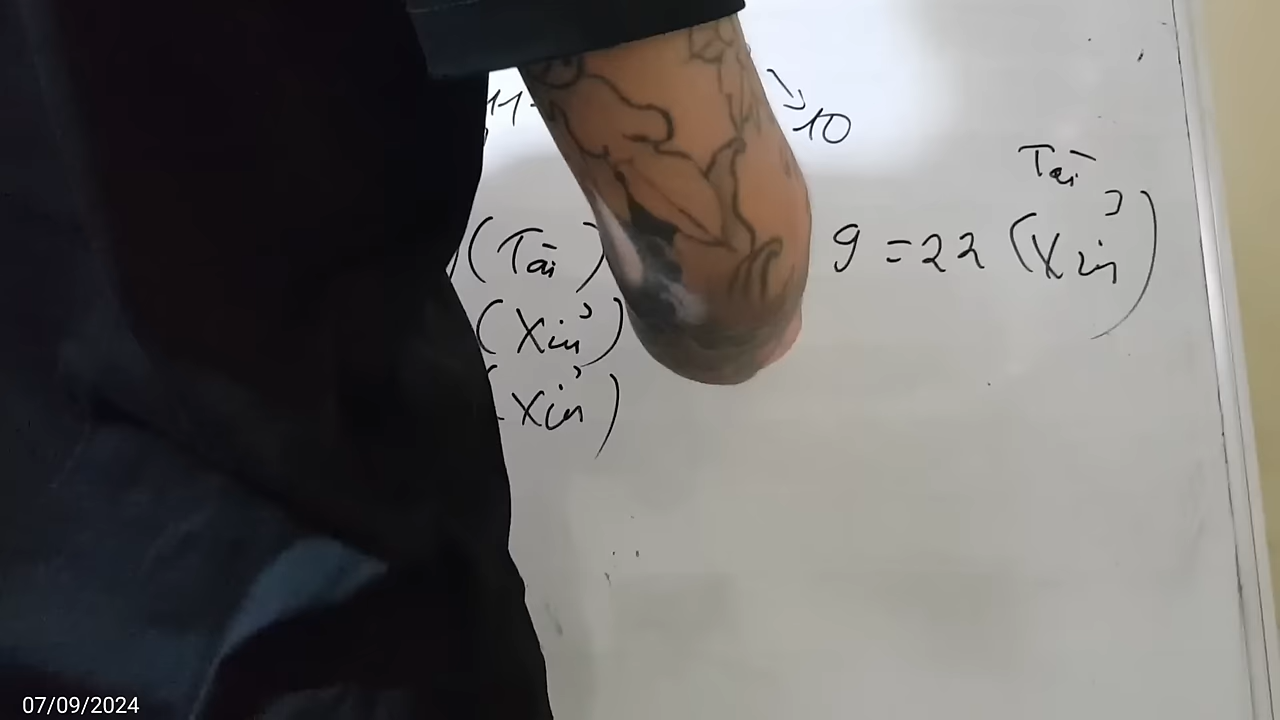 11
10
Tài
(Tài)
9 = 22 (Xỉu)
(Xỉu)
(Xỉu)
07/09/2024